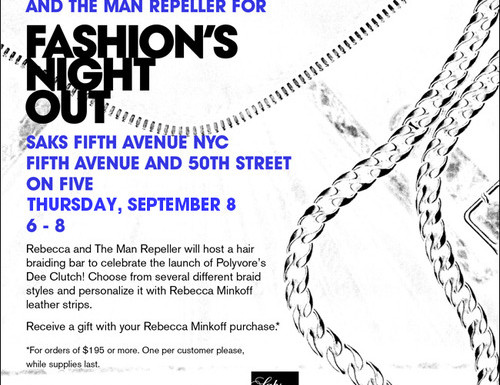 AND THE MAN REPELLER FOR
FASHION'S
NIGHT
OUT
SAKS FIFTH AVENUE NYC
FIFTH AVENUE AND 50TH STREET
ON FIVE
THURSDAY, SEPTEMBER 8
6 - 8
Rebecca and The Man Repeller will host a hair
braiding bar to celebrate the launch of Polyvore's
Dee Clutch! Choose from several different braid
styles and personalize it with Rebecca Minkoff
leather strips.
Receive a gift with your Rebecca Minkoff purchase.*
*For orders of $195 or more. One per customer please,
while supplies last.